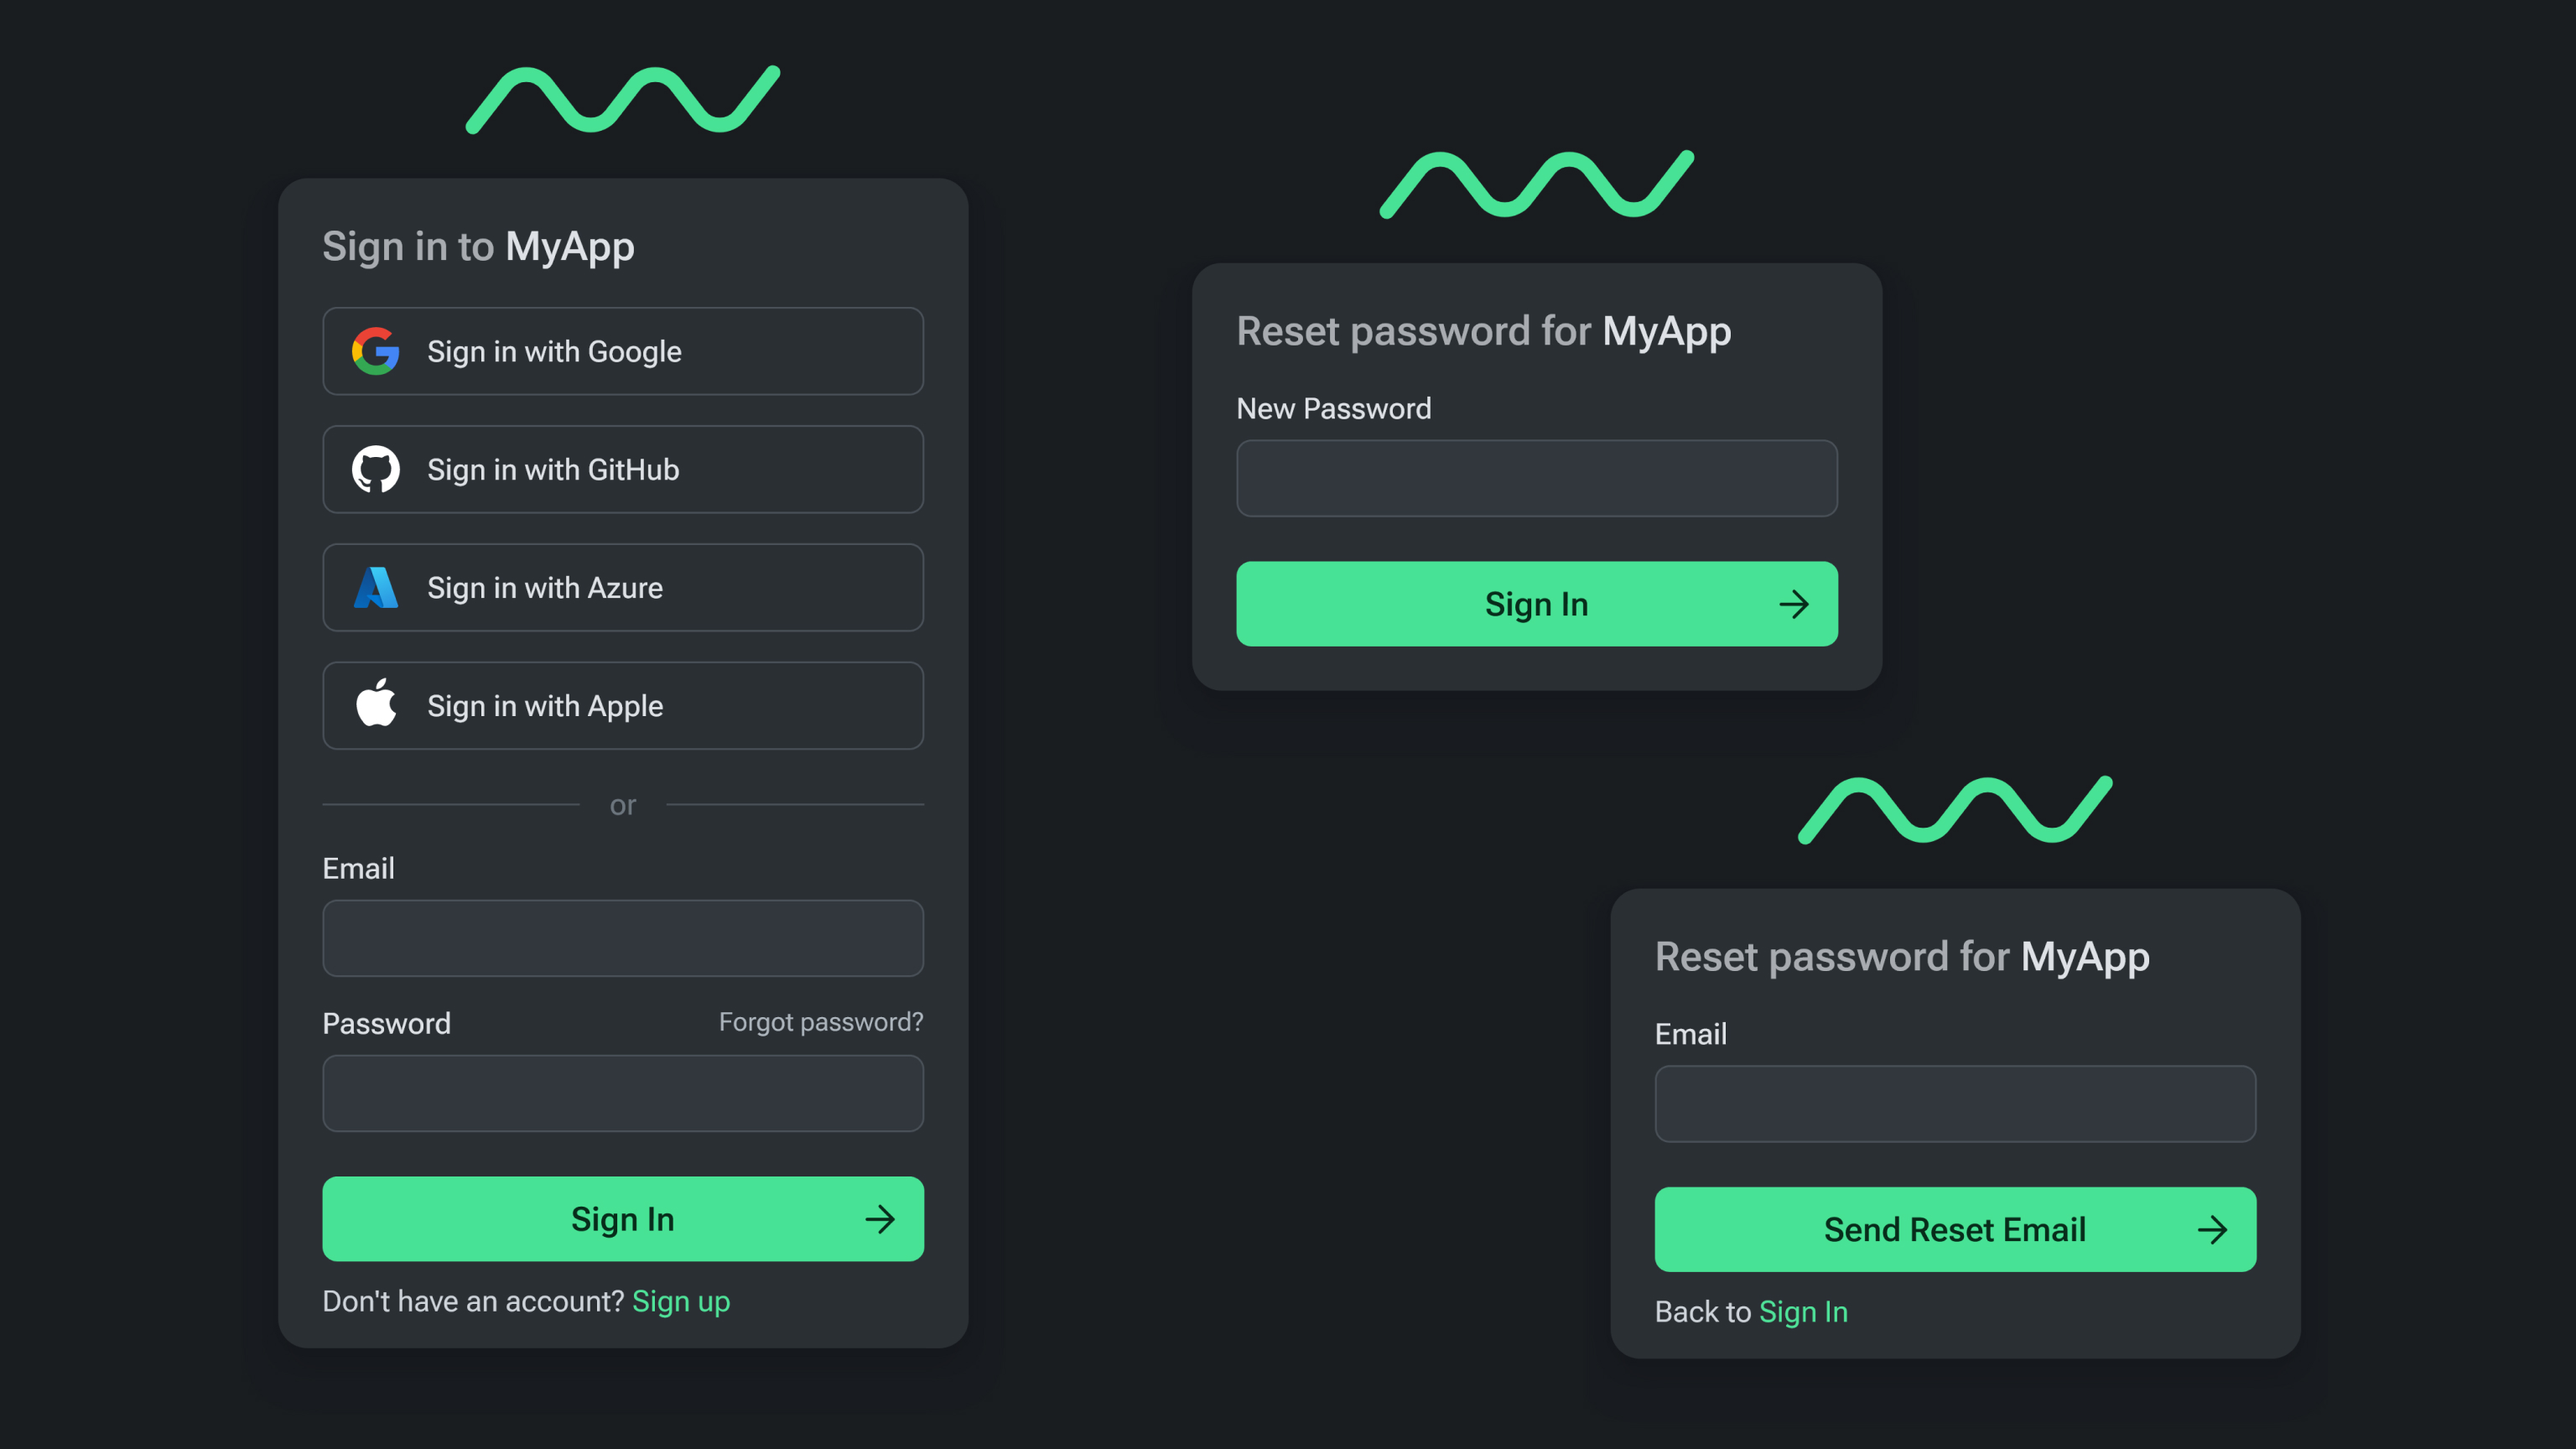 Sign in to MyApp
Sign in with Google
Sign in with GitHub
Sign in with Azure
Sign in with Apple
or
Email
Password
Forgot password?
Sign In
Don't have an account? Sign up
Reset password for MyApp
New Password
Sign In
Reset password for MyApp
Email
Send Reset Email
Back to Sign In